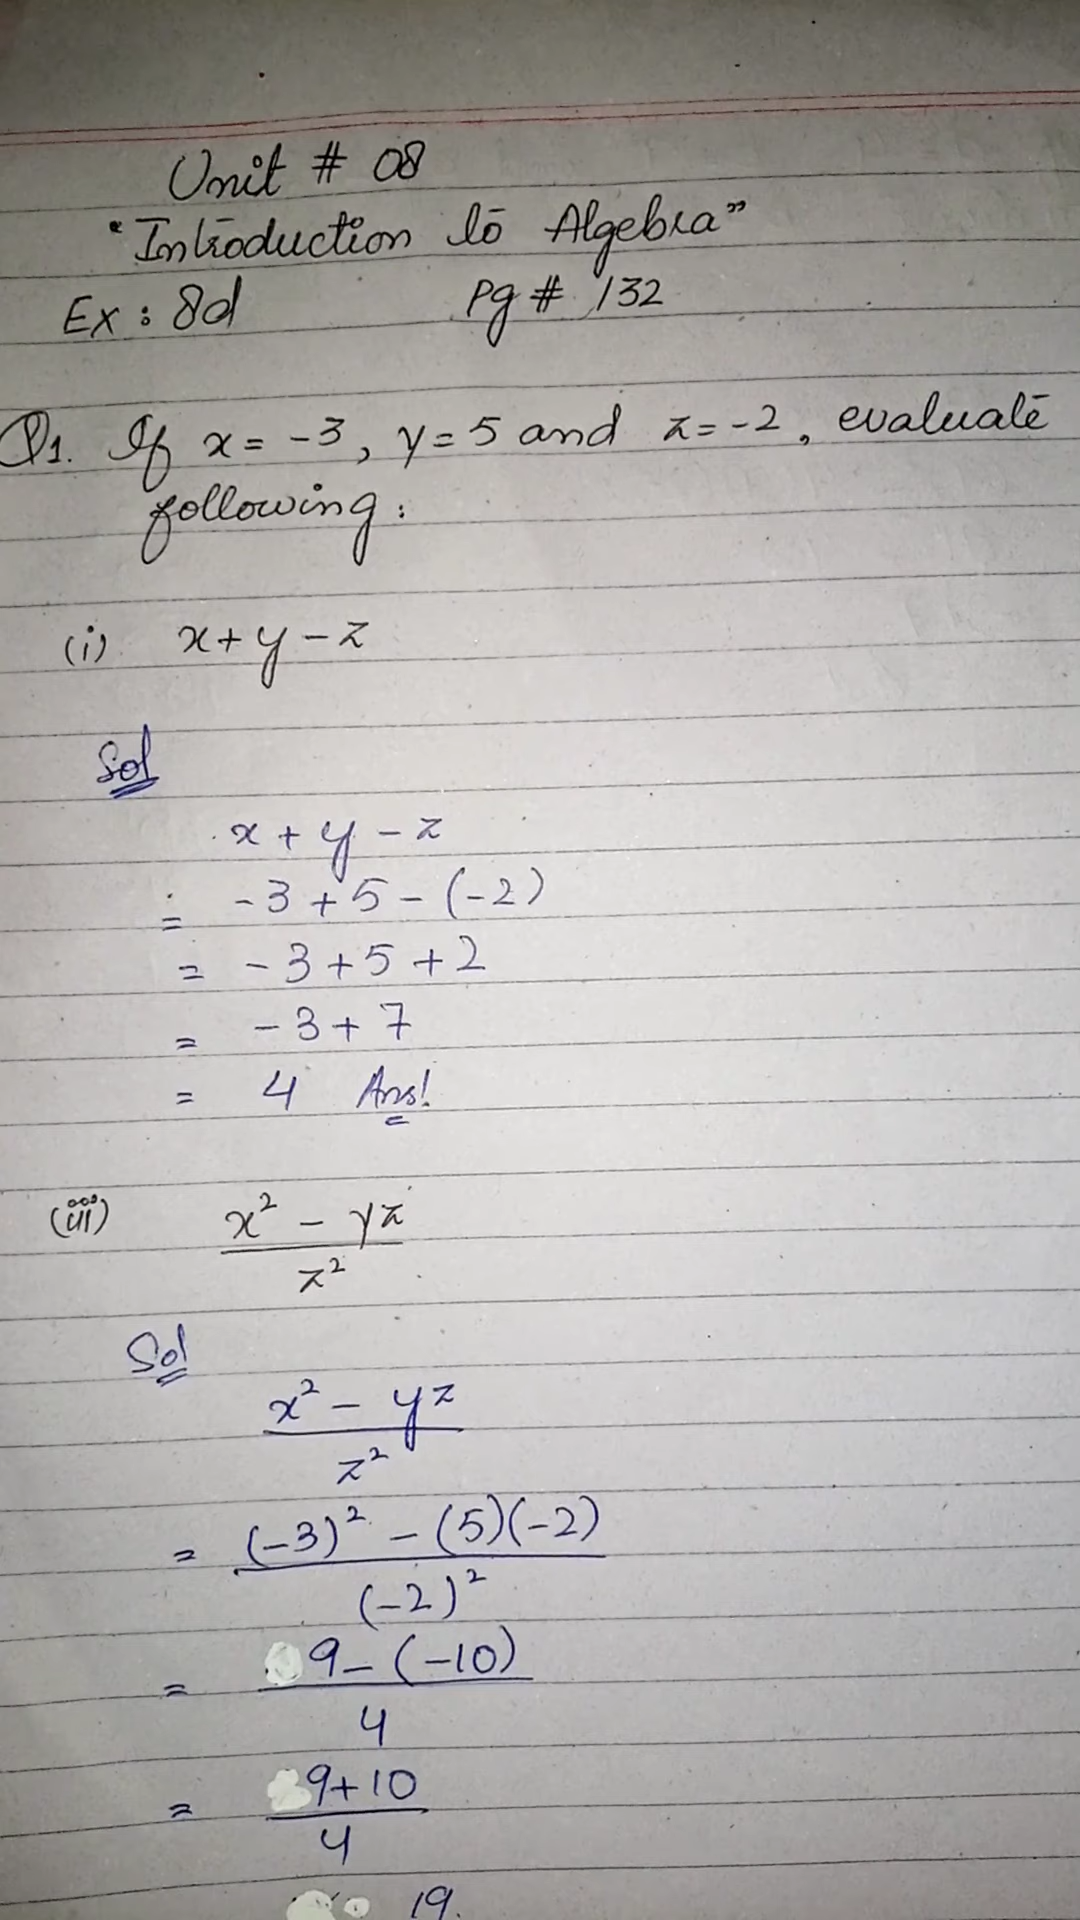 Unit # 08
"Introduction to Algebra"
Ex: 8d Pg # 132
Q1. If x = -3, y = 5 and z = -2, evaluate
following:
(i) x + y - z
Sol
x + y - z
= -3 + 5 - (-2)
= -3 + 5 + 2
= -3 + 7
= 4 Ans!
(iii) x² - yz
z²
Sol
x² - yz
z²
= (-3)² - (5)(-2)
(-2)²
= 9 - (-10)
4
= 9 + 10
4
19.